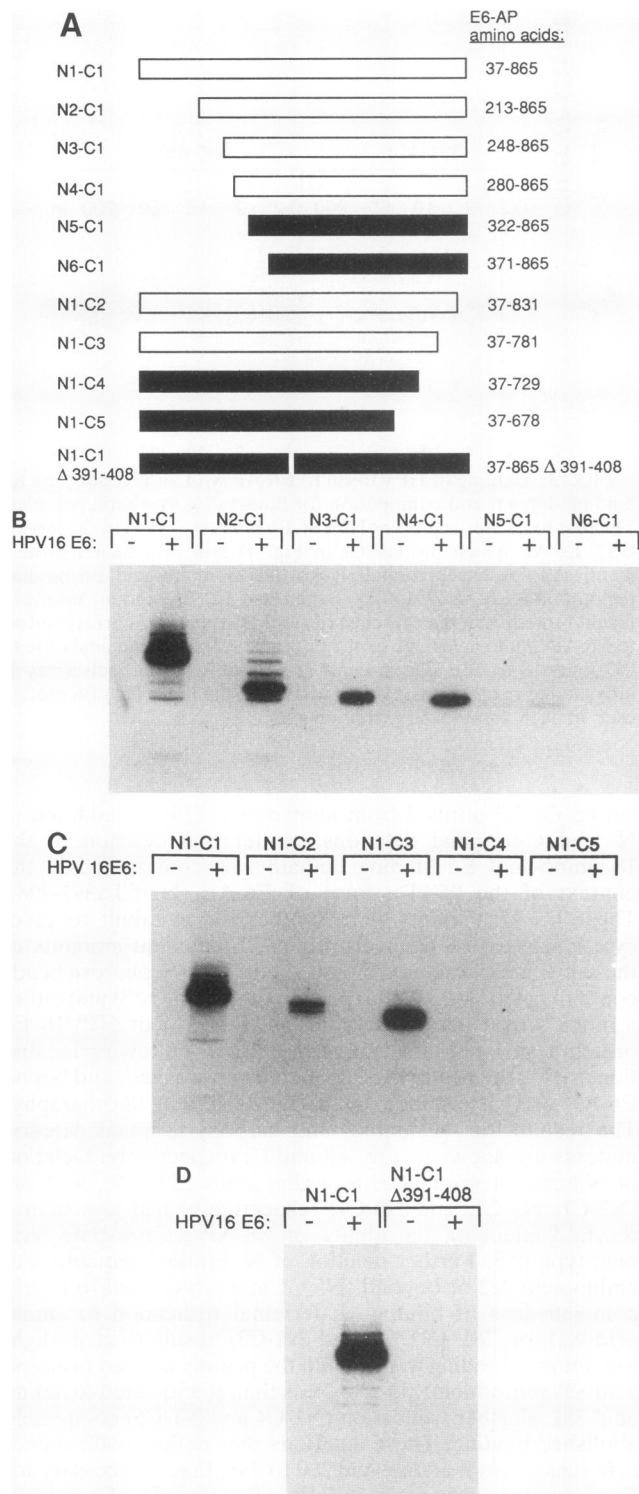 A
E6-AP
amino acids:
N1-C1 37-865
N2-C1 213-865
N3-C1 248-865
N4-C1 280-865
N5-C1 322-865
N6-C1 371-865
N1-C2 37-831
N1-C3 37-781
N1-C4 37-729
N1-C5 37-678
N1-C1
Δ 391-408 37-865 Δ 391-408
B
N1-C1 N2-C1 N3-C1 N4-C1 N5-C1 N6-C1
HPV16 E6: - + - + - + - + - + - +
C
N1-C1 N1-C2 N1-C3 N1-C4 N1-C5
HPV 16E6: - + - + - + - + - +
D
N1-C1 N1-C1
Δ391-408
HPV16 E6: - + - +